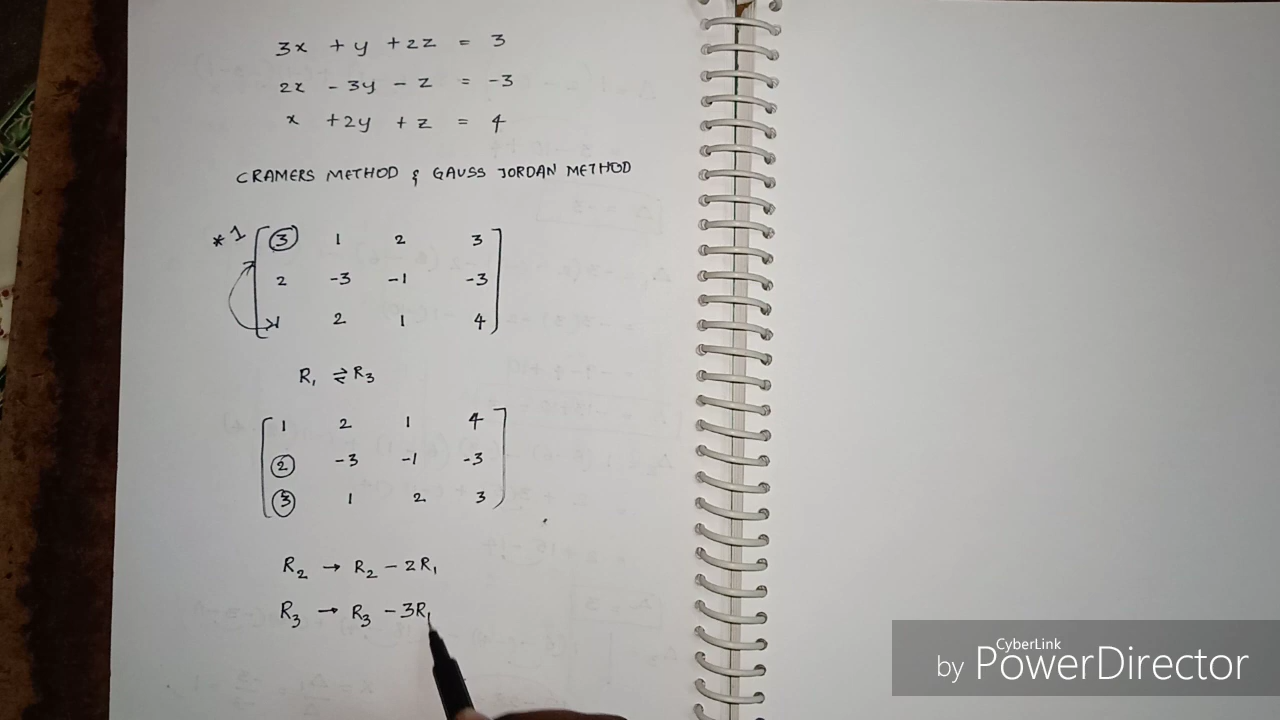 3x + y + 2z = 3
2x - 3y - z = -3
x + 2y + z = 4
CRAMERS METHOD & GAUSS JORDAN METHOD
*1
3 1 2 3
2 -3 -1 -3
1 2 1 4
R₁ ⇌ R₃
1 2 1 4
2 -3 -1 -3
3 1 2 3
R₂ → R₂ - 2R₁
R₃ → R₃ - 3R₁
CyberLink
by PowerDirector